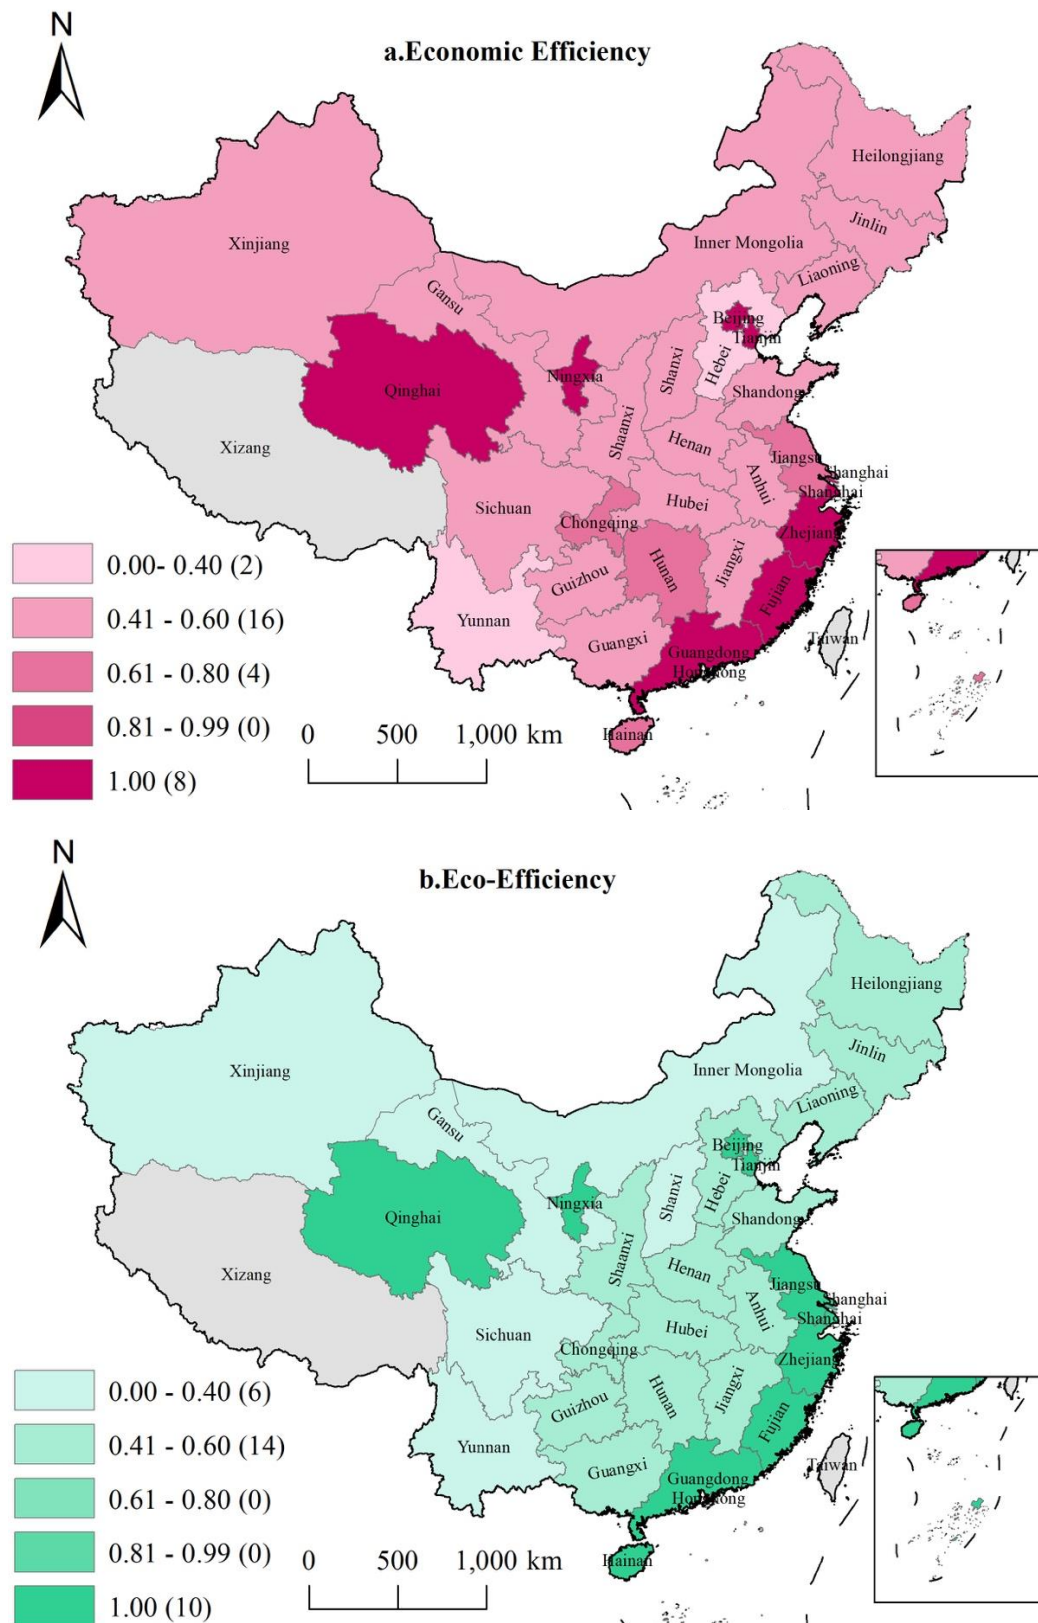 N
a.Economic Efficiency
Heilongjiang
Jinlin
Xinjiang
Inner Mongolia
Liaoning
Gansu
Beijing
Tianjin
Hebei
Shanxi
Ningxia
Qinghai
Shandong
Shaanxi
Henan
Xizang
Jiangsu
Anhui
Shanghai
Shanghai
Sichuan
Hubei
Chongqing
Zhejiang
Hunan
Jiangxi
Guizhou
Fujian
Yunnan
Guangxi
Taiwan
Guangdong
Hongkong
Hainan
0.00- 0.40 (2)
0.41 - 0.60 (16)
0.61 - 0.80 (4)
0.81 - 0.99 (0)
1.00 (8)
0 500 1,000 km
N
b.Eco-Efficiency
Heilongjiang
Jinlin
Xinjiang
Inner Mongolia
Liaoning
Gansu
Beijing
Tianjin
Hebei
Shanxi
Ningxia
Qinghai
Shandong
Shaanxi
Henan
Xizang
Jiangsu
Anhui
Shanghai
Shanghai
Sichuan
Hubei
Chongqing
Zhejiang
Hunan
Jiangxi
Guizhou
Fujian
Yunnan
Guangxi
Taiwan
Guangdong
Hongkong
Hainan
0.00 - 0.40 (6)
0.41 - 0.60 (14)
0.61 - 0.80 (0)
0.81 - 0.99 (0)
1.00 (10)
0 500 1,000 km